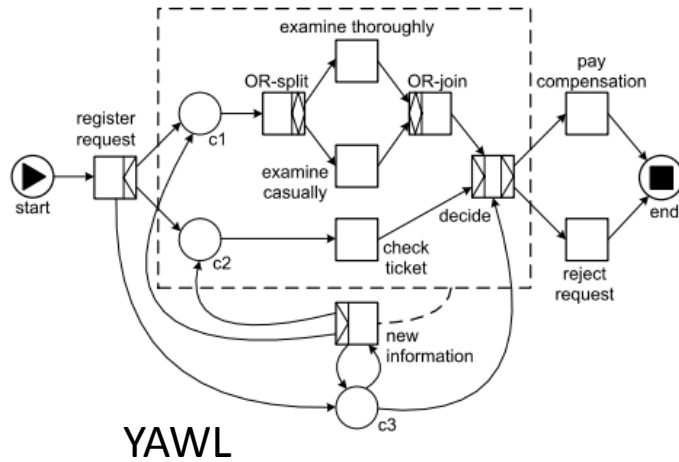 examine thoroughly
OR-split
OR-join
pay
compensation
register
request
c1
start
examine
casually
decide
end
c2
check
ticket
reject
request
new
information
c3
YAWL